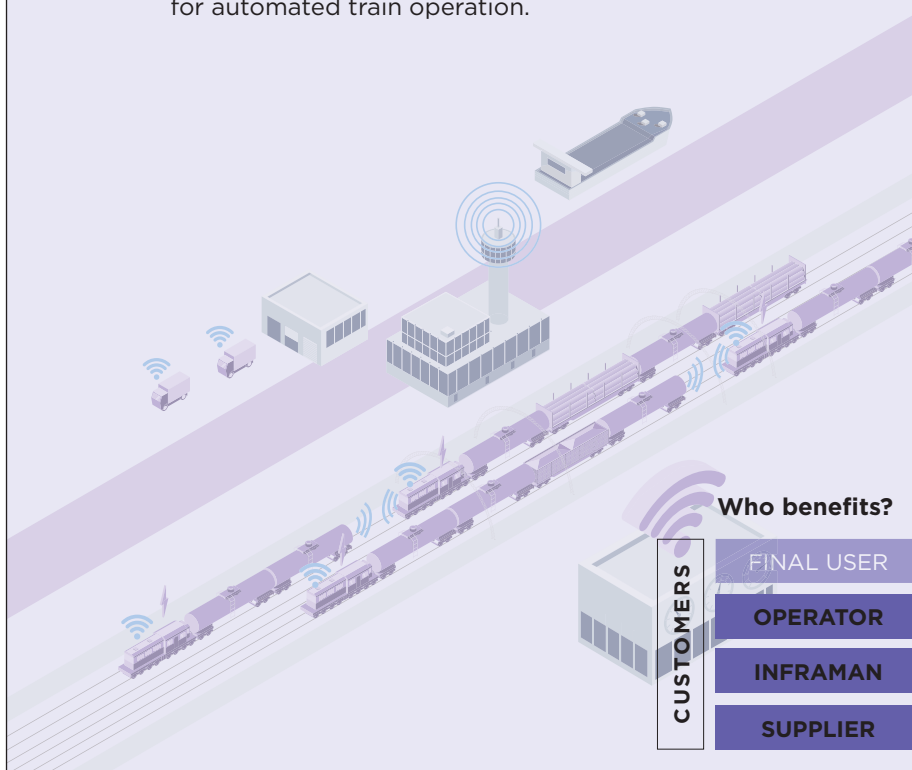 for automated train operation.
Who benefits?
CUSTOMERS
FINAL USER
OPERATOR
INFRAMAN
SUPPLIER